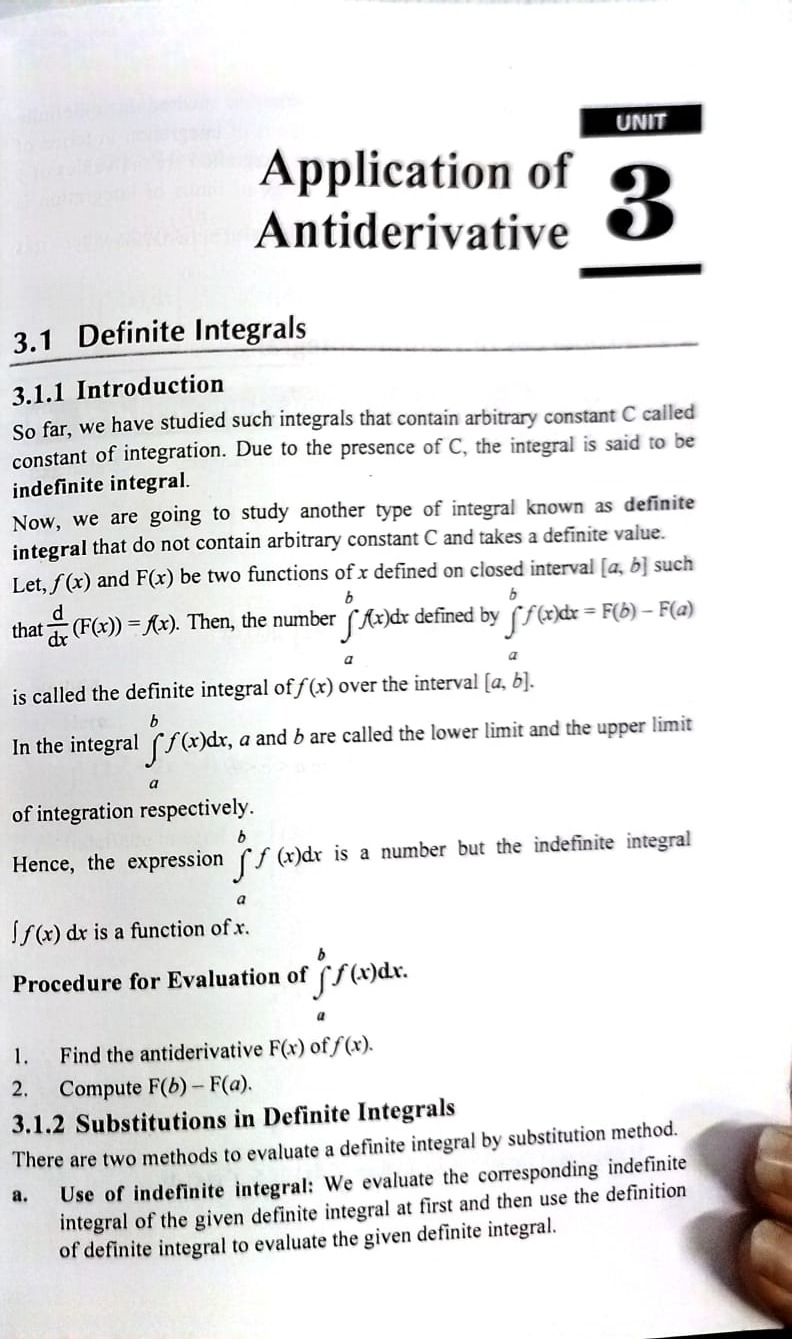 UNIT
Application of
Antiderivative
3
3.1 Definite Integrals
3.1.1 Introduction
So far, we have studied such integrals that contain arbitrary constant C called
constant of integration. Due to the presence of C, the integral is said to be
indefinite integral.
Now, we are going to study another type of integral known as definite
integral that do not contain arbitrary constant C and takes a definite value.
Let, f(x) and F(x) be two functions of x defined on closed interval [a, b] such
that d/dx (F(x)) = f(x). Then, the number ∫_a^b f(x)dx defined by ∫_a^b f(x)dx = F(b) – F(a)
is called the definite integral of f(x) over the interval [a, b].
In the integral ∫_a^b f(x)dx, a and b are called the lower limit and the upper limit
of integration respectively.
Hence, the expression ∫_a^b f (x)dx is a number but the indefinite integral
∫f(x) dx is a function of x.
Procedure for Evaluation of ∫_a^b f(x)dx.
1. Find the antiderivative F(x) of f(x).
2. Compute F(b) – F(a).
3.1.2 Substitutions in Definite Integrals
There are two methods to evaluate a definite integral by substitution method.
a. Use of indefinite integral: We evaluate the corresponding indefinite
integral of the given definite integral at first and then use the definition
of definite integral to evaluate the given definite integral.